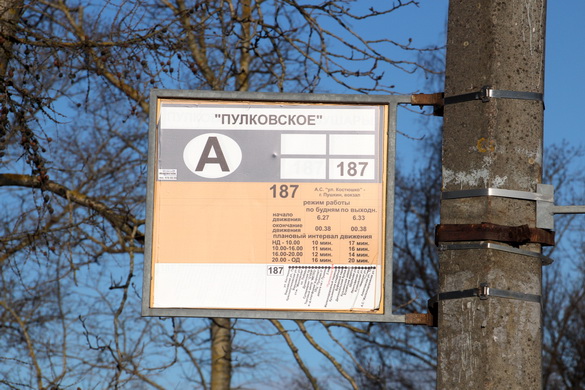 "ПУЛКОВСКОЕ"
А
187
187 А.С. "ул. Костюшко" -
г. Пушкин, вокзал
режим работы
по будням по выходн.
начало
движения 6.27 6.33
окончание
движения 00.38 00.38
плановый интервал движения
НД - 10.00 10 мин. 17 мин.
10.00-16.00 11 мин. 16 мин.
16.00-20.00 12 мин. 14 мин.
20.00 - ОД 16 мин. 20 мин.
187